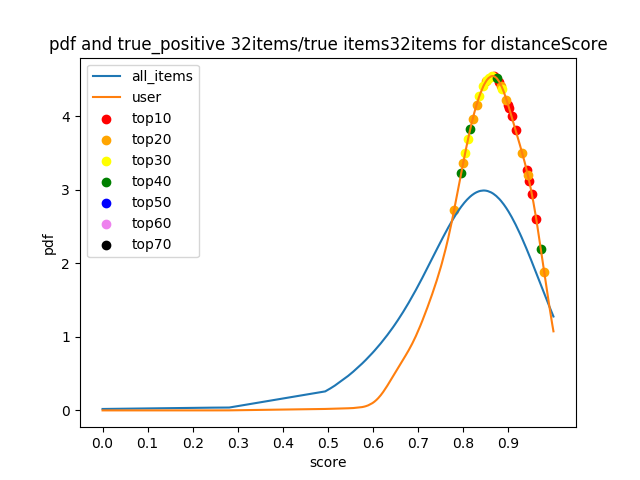 pdf and true_positive 32items/true items32items for distanceScore
all_items
user
top10
top20
top30
top40
top50
top60
top70
4
3
2
1
0
pdf
0.0 0.1 0.2 0.3 0.4 0.5 0.6 0.7 0.8 0.9
score